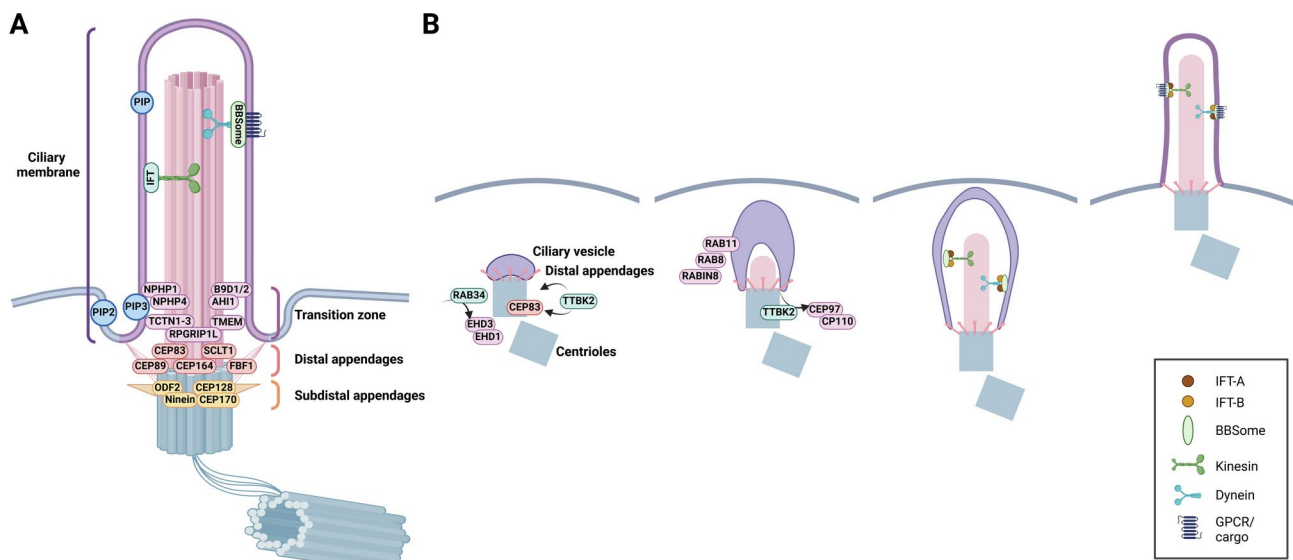 A
PIP
BBSome
Ciliary
membrane
IFT
NPHP1
B9D1/2
PIP3
NPHP4
AHI1
PIP2
TCTN1-3
TMEM
Transition zone
RPGRIP1L
CEP83
SCLT1
CEP89
CEP164
FBF1
Distal appendages
ODF2
CEP128
Ninein
CEP170
Subdistal appendages
B
Ciliary vesicle
Distal appendages
RAB34
CEP83
TTBK2
EHD3
EHD1
Centrioles
RAB11
RAB8
RABIN8
TTBK2
CEP97
CP110
IFT-A
IFT-B
BBSome
Kinesin
Dynein
GPCR/
cargo